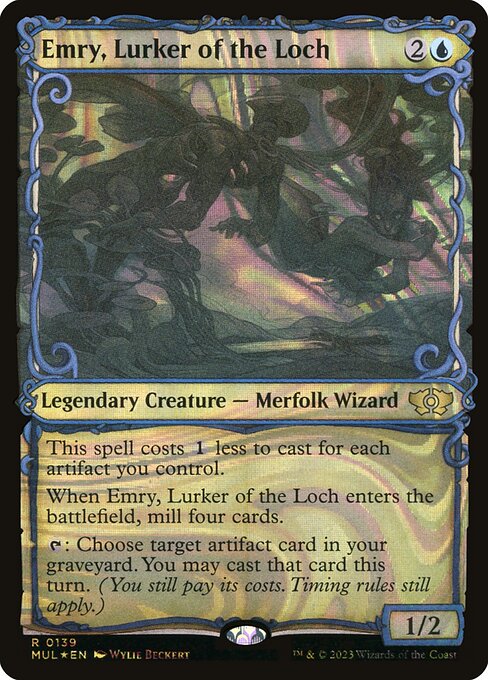 Emry, Lurker of the Loch 2
Legendary Creature — Merfolk Wizard
This spell costs 1 less to cast for each
artifact you control.
When Emry, Lurker of the Loch enters the
battlefield, mill four cards.
: Choose target artifact card in your
graveyard. You may cast that card this
turn. (You still pay its costs. Timing rules still
apply.)
1/2
R 0139
MUL★EN Wylie Beckert
™ & © 2023 Wizards of the Coast